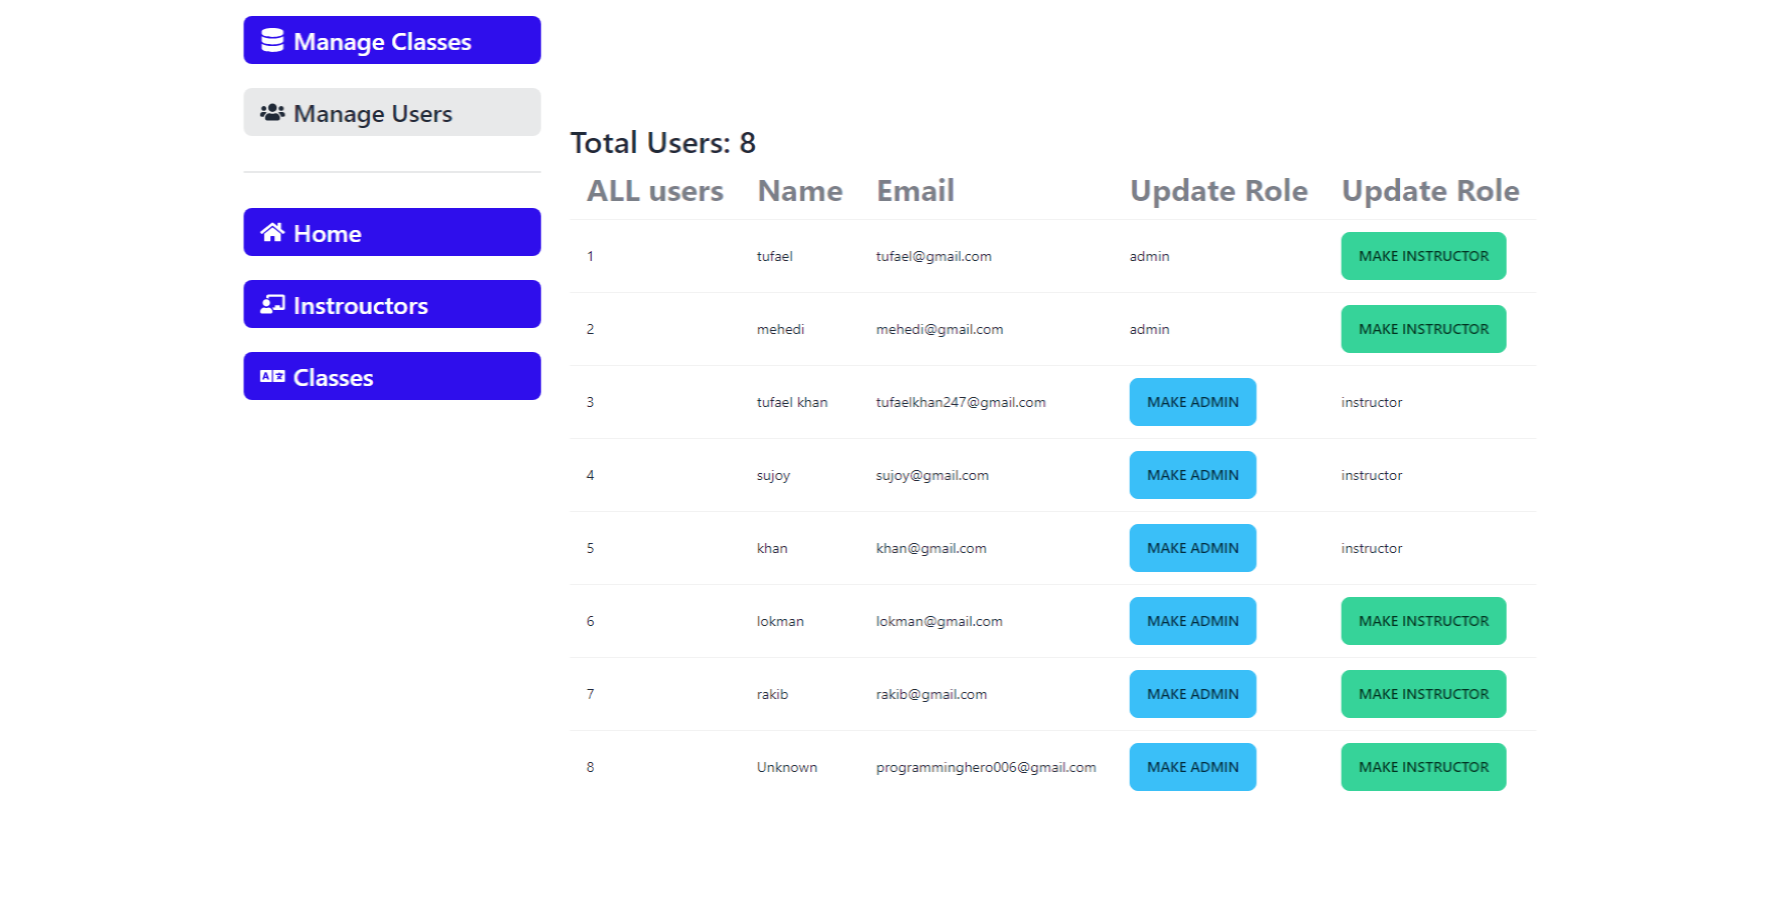 Manage Classes
Manage Users
Home
Instrouctors
Classes
Total Users: 8
ALL users Name Email Update Role Update Role
1 tufael tufael@gmail.com admin MAKE INSTRUCTOR
2 mehedi mehedi@gmail.com admin MAKE INSTRUCTOR
3 tufael khan tufaelkhan247@gmail.com MAKE ADMIN instructor
4 sujoy sujoy@gmail.com MAKE ADMIN instructor
5 khan khan@gmail.com MAKE ADMIN instructor
6 lokman lokman@gmail.com MAKE ADMIN MAKE INSTRUCTOR
7 rakib rakib@gmail.com MAKE ADMIN MAKE INSTRUCTOR
8 Unknown programminghero006@gmail.com MAKE ADMIN MAKE INSTRUCTOR